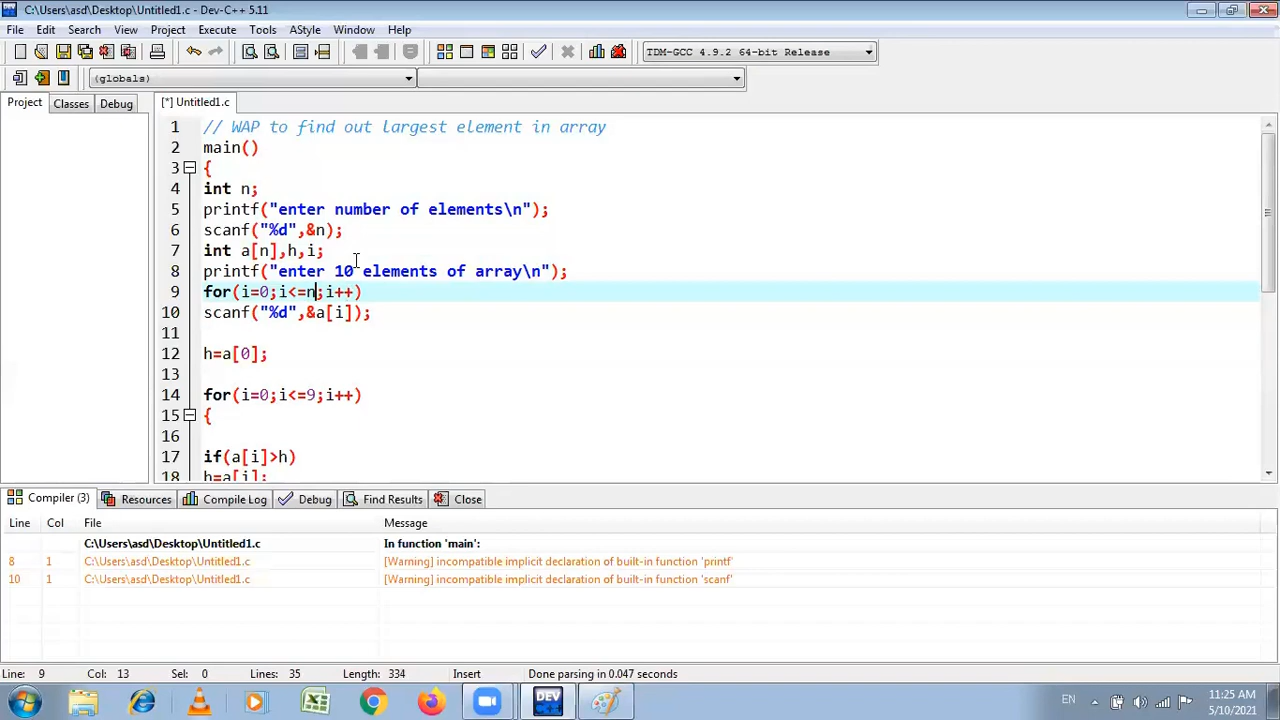 C:\Users\asd\Desktop\Untitled1.c - Dev-C++ 5.11
File Edit Search View Project Execute Tools AStyle Window Help
TDM-GCC 4.9.2 64-bit Release
(globals)
Project Classes Debug [*] Untitled1.c
1 // WAP to find out largest element in array
2 main()
3 {
4 int n;
5 printf("enter number of elements\n");
6 scanf("%d",&n);
7 int a[n],h,i;
8 printf("enter 10 elements of array\n");
9 for(i=0;i<=n;i++)
10 scanf("%d",&a[i]);
11
12 h=a[0];
13
14 for(i=0;i<=9;i++)
15 {
16
17 if(a[i]>h)
18 h=a[i];
Compiler (3) Resources Compile Log Debug Find Results Close
Line Col File Message
C:\Users\asd\Desktop\Untitled1.c In function 'main':
8 1 C:\Users\asd\Desktop\Untitled1.c [Warning] incompatible implicit declaration of built-in function 'printf'
10 1 C:\Users\asd\Desktop\Untitled1.c [Warning] incompatible implicit declaration of built-in function 'scanf'
Line: 9 Col: 13 Sel: 0 Lines: 35 Length: 334 Insert Done parsing in 0.047 seconds
DEV
EN
11:25 AM
5/10/2021